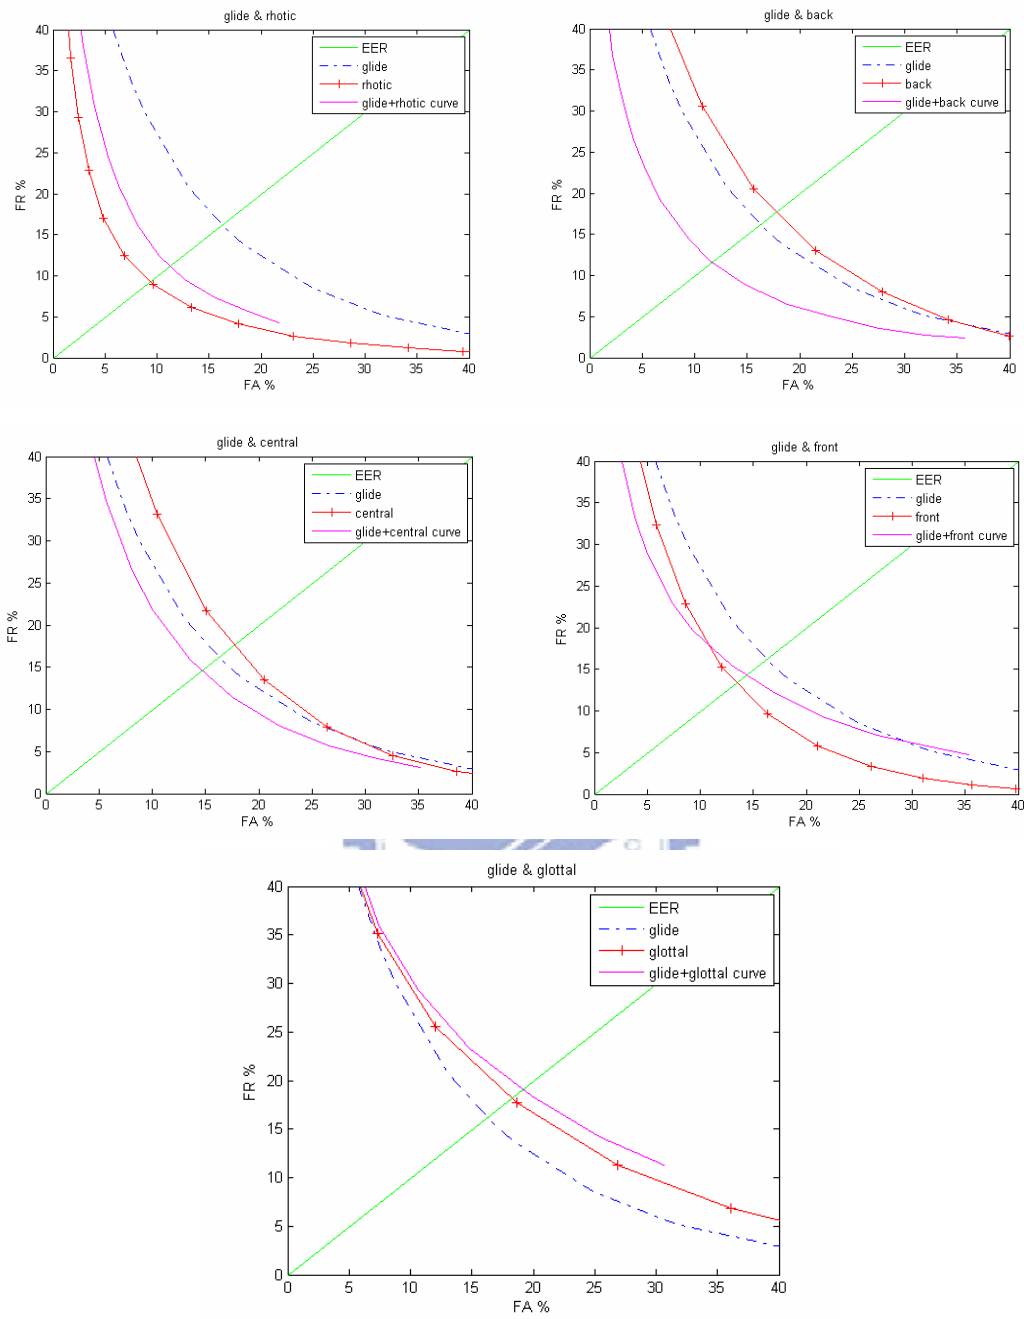 glide & rhotic
40
35
30
25
20
15
10
5
0
FR %
EER
glide
rhotic
glide+rhotic curve
0 5 10 15 20 25 30 35 40
FA %
glide & back
40
35
30
25
20
15
10
5
0
FR %
EER
glide
back
glide+back curve
0 5 10 15 20 25 30 35 40
FA %
glide & central
40
35
30
25
20
15
10
5
0
FR %
EER
glide
central
glide+central curve
0 5 10 15 20 25 30 35 40
FA %
glide & front
40
35
30
25
20
15
10
5
0
FR %
EER
glide
front
glide+front curve
0 5 10 15 20 25 30 35 40
FA %
glide & glottal
40
35
30
25
20
15
10
5
0
FR %
EER
glide
glottal
glide+glottal curve
0 5 10 15 20 25 30 35 40
FA %